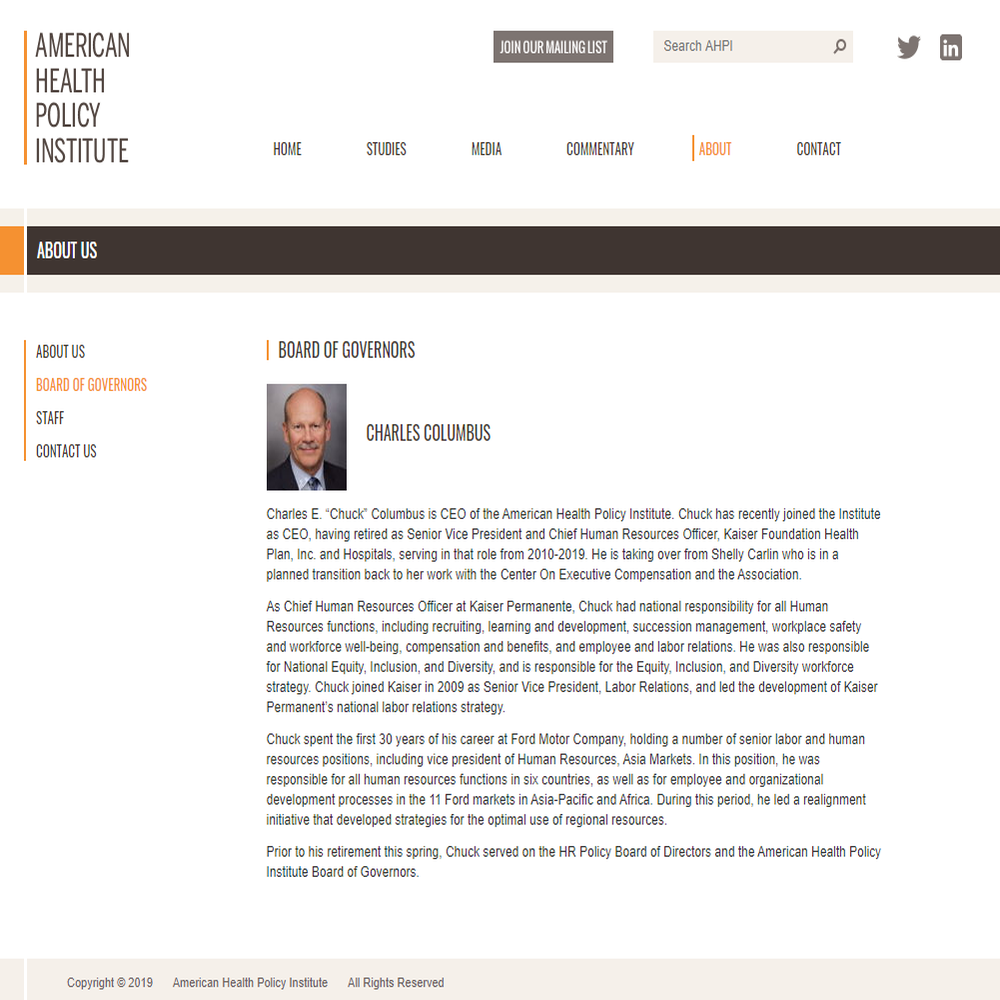 AMERICAN
HEALTH
POLICY
INSTITUTE
JOIN OUR MAILING LIST
Search AHPI
HOME STUDIES MEDIA COMMENTARY ABOUT CONTACT
ABOUT US
ABOUT US
BOARD OF GOVERNORS
STAFF
CONTACT US
BOARD OF GOVERNORS
CHARLES COLUMBUS
Charles E. “Chuck” Columbus is CEO of the American Health Policy Institute. Chuck has recently joined the Institute
as CEO, having retired as Senior Vice President and Chief Human Resources Officer, Kaiser Foundation Health
Plan, Inc. and Hospitals, serving in that role from 2010-2019. He is taking over from Shelly Carlin who is in a
planned transition back to her work with the Center On Executive Compensation and the Association.
As Chief Human Resources Officer at Kaiser Permanente, Chuck had national responsibility for all Human
Resources functions, including recruiting, learning and development, succession management, workplace safety
and workforce well-being, compensation and benefits, and employee and labor relations. He was also responsible
for National Equity, Inclusion, and Diversity, and is responsible for the Equity, Inclusion, and Diversity workforce
strategy. Chuck joined Kaiser in 2009 as Senior Vice President, Labor Relations, and led the development of Kaiser
Permanent’s national labor relations strategy.
Chuck spent the first 30 years of his career at Ford Motor Company, holding a number of senior labor and human
resources positions, including vice president of Human Resources, Asia Markets. In this position, he was
responsible for all human resources functions in six countries, as well as for employee and organizational
development processes in the 11 Ford markets in Asia-Pacific and Africa. During this period, he led a realignment
initiative that developed strategies for the optimal use of regional resources.
Prior to his retirement this spring, Chuck served on the HR Policy Board of Directors and the American Health Policy
Institute Board of Governors.
Copyright © 2019 American Health Policy Institute All Rights Reserved